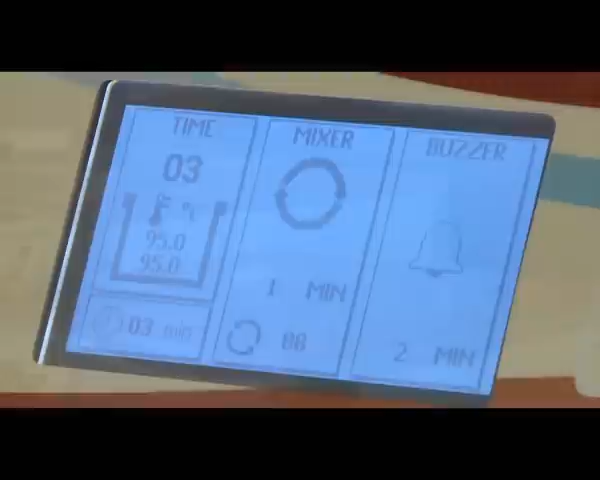 TIME
03
°C
95.0
95.0
03 MIN
MIXER
1 MIN
08
BUZZER
2 MIN